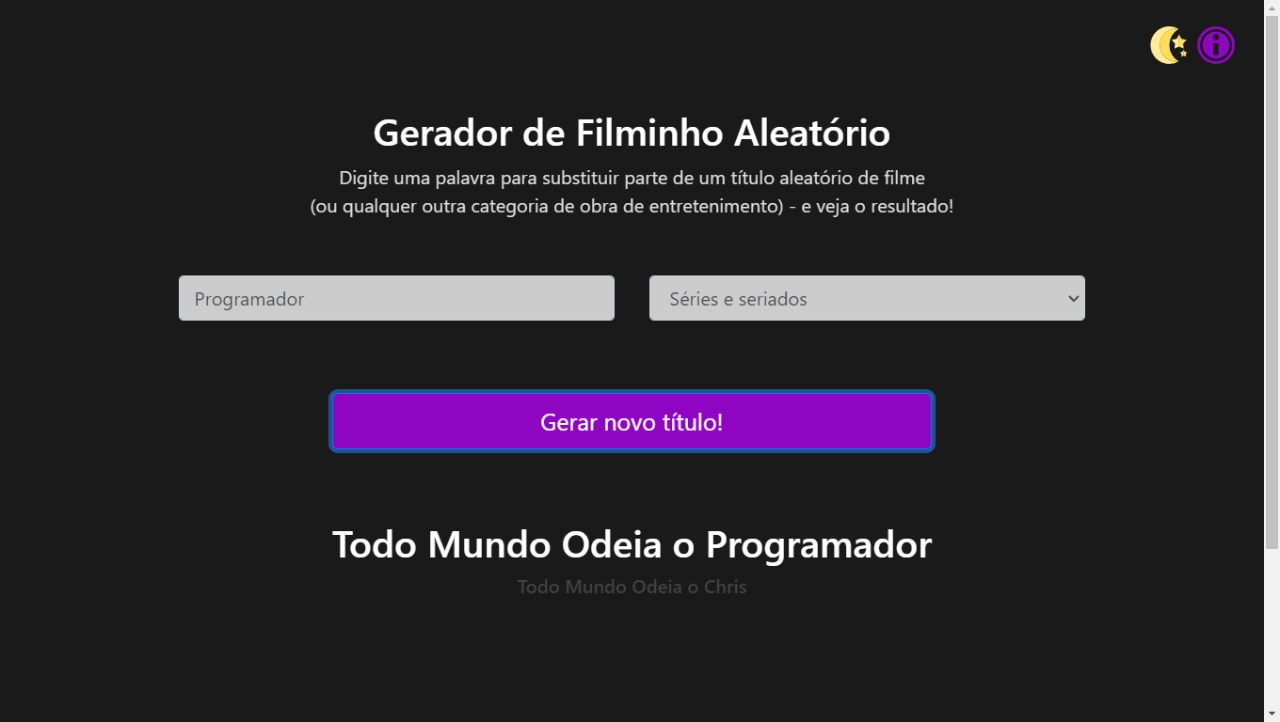 Gerador de Filminho Aleatório
Digite uma palavra para substituir parte de um título aleatório de filme
(ou qualquer outra categoria de obra de entretenimento) - e veja o resultado!
Programador
Séries e seriados
Gerar novo título!
Todo Mundo Odeia o Programador
Todo Mundo Odeia o Chris